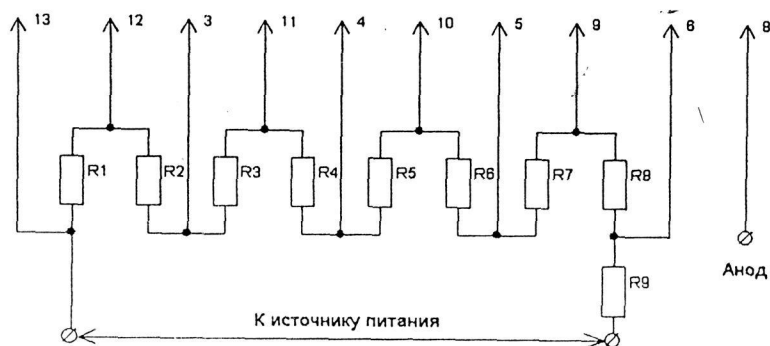 13 12 3 11 4 10 5 9 6 8
R1 R2 R3 R4 R5 R6 R7 R8
R9
Анод
К источнику питания